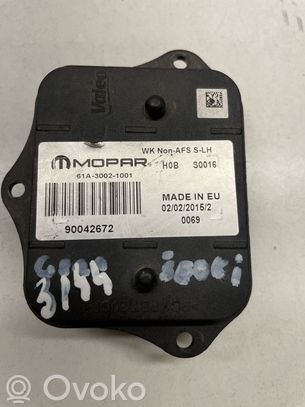 Valeo
WK Non-AFS S-LH
MOPAR®
H0B S0016
61A-3002-1001
MADE IN EU
02/02/2015/2
0069
90042672
3144
OVOKO